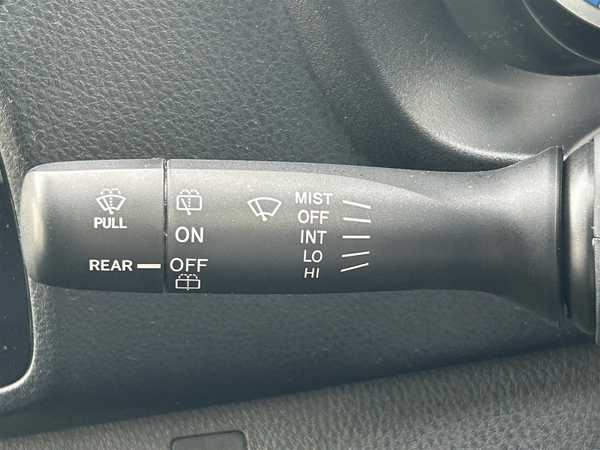 PULL
REAR
ON
OFF
MIST
OFF
INT
LO
HI